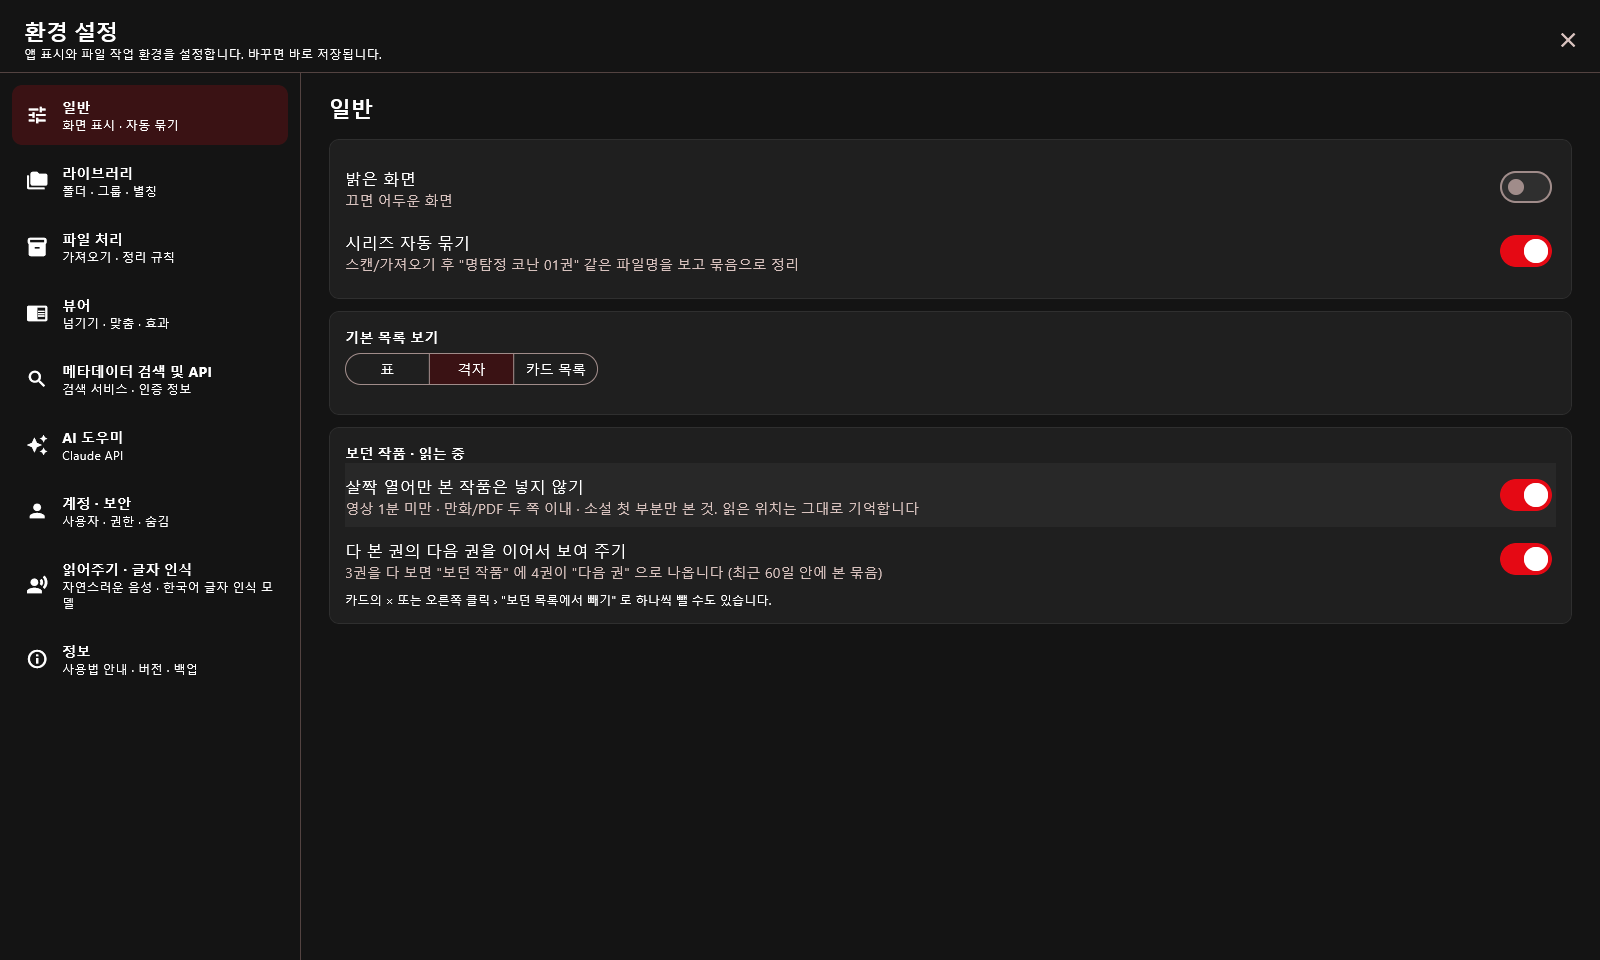 환경 설정
앱 표시와 파일 작업 환경을 설정합니다. 바꾸면 바로 저장됩니다.
일반
화면 표시 · 자동 묶기
라이브러리
폴더 · 그룹 · 별칭
파일 처리
가져오기 · 정리 규칙
뷰어
넘기기 · 맞춤 · 효과
메타데이터 검색 및 API
검색 서비스 · 인증 정보
AI 도우미
Claude API
계정 · 보안
사용자 · 권한 · 숨김
읽어주기 · 글자 인식
자연스러운 음성 · 한국어 글자 인식 모
델
정보
사용법 안내 · 버전 · 백업
일반
밝은 화면
끄면 어두운 화면
시리즈 자동 묶기
스캔/가져오기 후 "명탐정 코난 01권" 같은 파일명을 보고 묶음으로 정리
기본 목록 보기
표
격자
카드 목록
보던 작품 · 읽는 중
살짝 열어만 본 작품은 넣지 않기
영상 1분 미만 · 만화/PDF 두 쪽 이내 · 소설 첫 부분만 본 것. 읽은 위치는 그대로 기억합니다
다 본 권의 다음 권을 이어서 보여 주기
3권을 다 보면 "보던 작품" 에 4권이 "다음 권" 으로 나옵니다 (최근 60일 안에 본 묶음)
카드의 × 또는 오른쪽 클릭 › "보던 목록에서 빼기" 로 하나씩 뺄 수도 있습니다.